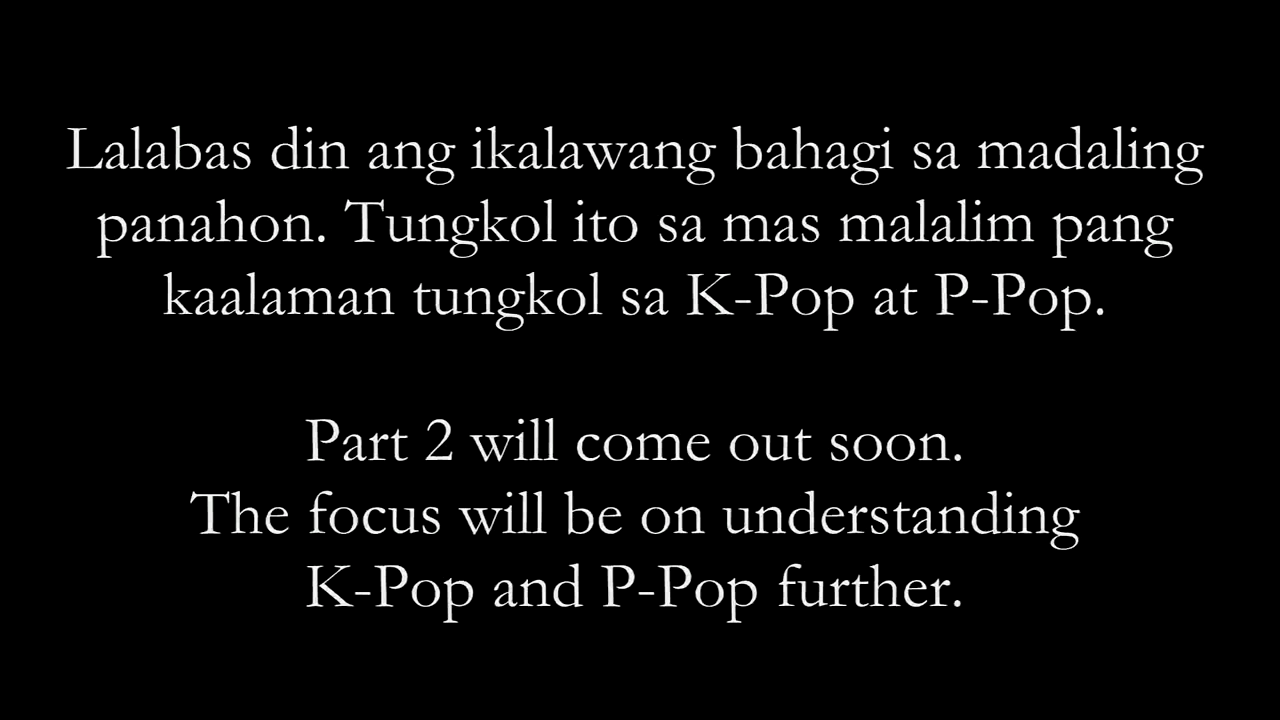 Lalabas din ang ikalawang bahagi sa madaling
panahon. Tungkol ito sa mas malalim pang
kaalaman tungkol sa K-Pop at P-Pop.
Part 2 will come out soon.
The focus will be on understanding
K-Pop and P-Pop further.